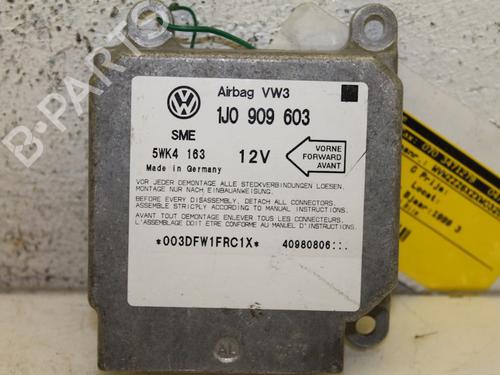 B-PARTS
VW
Airbag VW3
1J0 909 603
SME
5WK4 163
12V
VORNE
FORWARD
AVANT
Made in Germany
VOR JEDER DEMONTAGE ALLE STECKVERBINDUNGEN LOESEN.
MONTAGE NUR NACH EINBAUANWEISUNG.
BEFORE EVERY DISASSEMBLY, DETACH ALL CONNECTORS.
ASSEMBLE STRICTLY ACCORDING TO MANUEL INSTRUCTIONS.
AVANT TOUT DEMONTAGE ENLEVER TOUS LES CONNECTEURS.
L'ASSEMBLAGE DOIT ETRE CONFORME AU MANUEL D'INSTRUCTIONS.
*003DFW1FRC1X*
40980806
AL